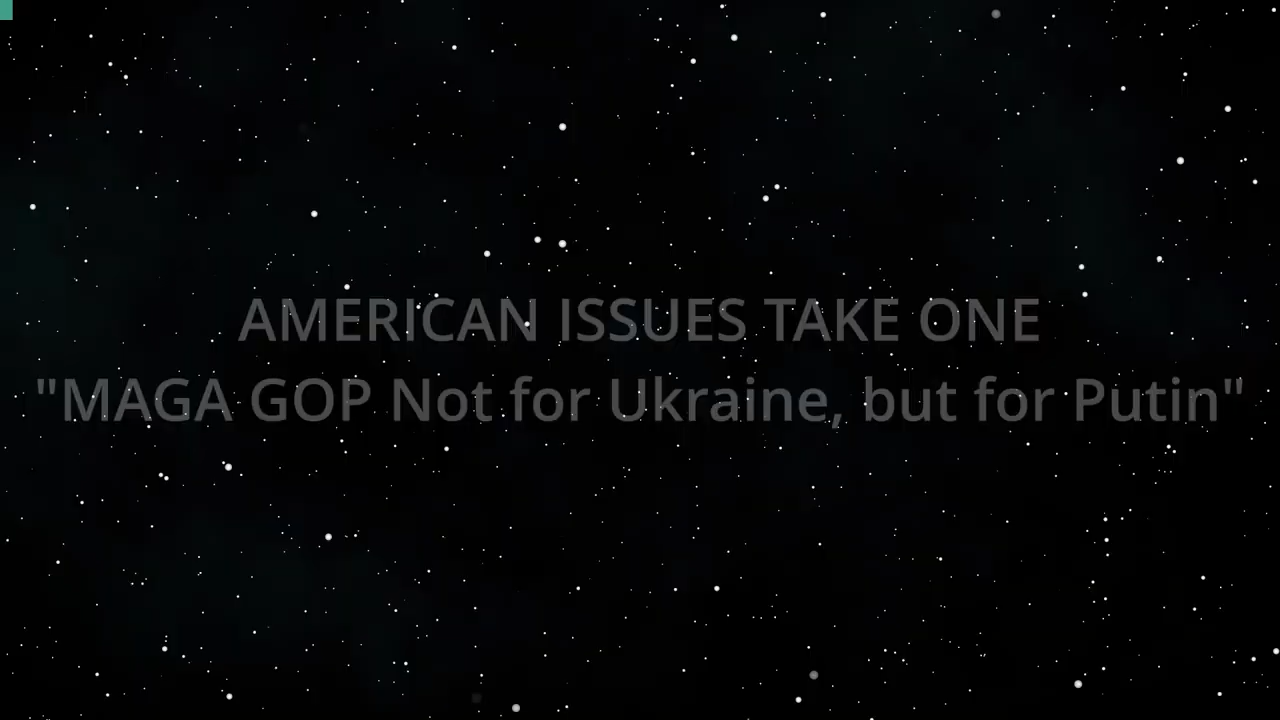 AMERICAN ISSUES TAKE ONE
"MAGA GOP Not for Ukraine, but for Putin"